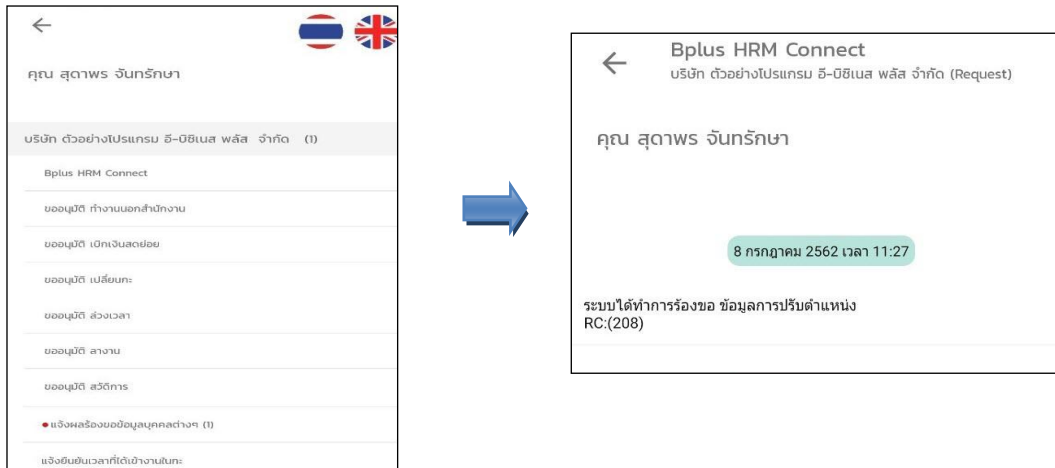 คุณ สุดาพร จันทรักษา
บริษัท ตัวอย่างโปรแกรม อี-บิซิเนส พลัส จำกัด (1)
Bplus HRM Connect
ขออนุมัติ ทำงานนอกสำนักงาน
ขออนุมัติ เบิกเงินสดย่อย
ขออนุมัติ เปลี่ยนกะ
ขออนุมัติ ล่วงเวลา
ขออนุมัติ ลางาน
ขออนุมัติ สวัดิการ
แจ้งผลร้องขอข้อมูลบุคคลต่างๆ (1)
แจ้งยืนยันเวลาที่ได้เข้างานในกะ
Bplus HRM Connect
บริษัท ตัวอย่างโปรแกรม อี-บิซิเนส พลัส จำกัด (Request)
คุณ สุดาพร จันทรักษา
8 กรกฎาคม 2562 เวลา 11:27
ระบบได้ทำการร้องขอ ข้อมูลการปรับตำแหน่ง
RC:(208)